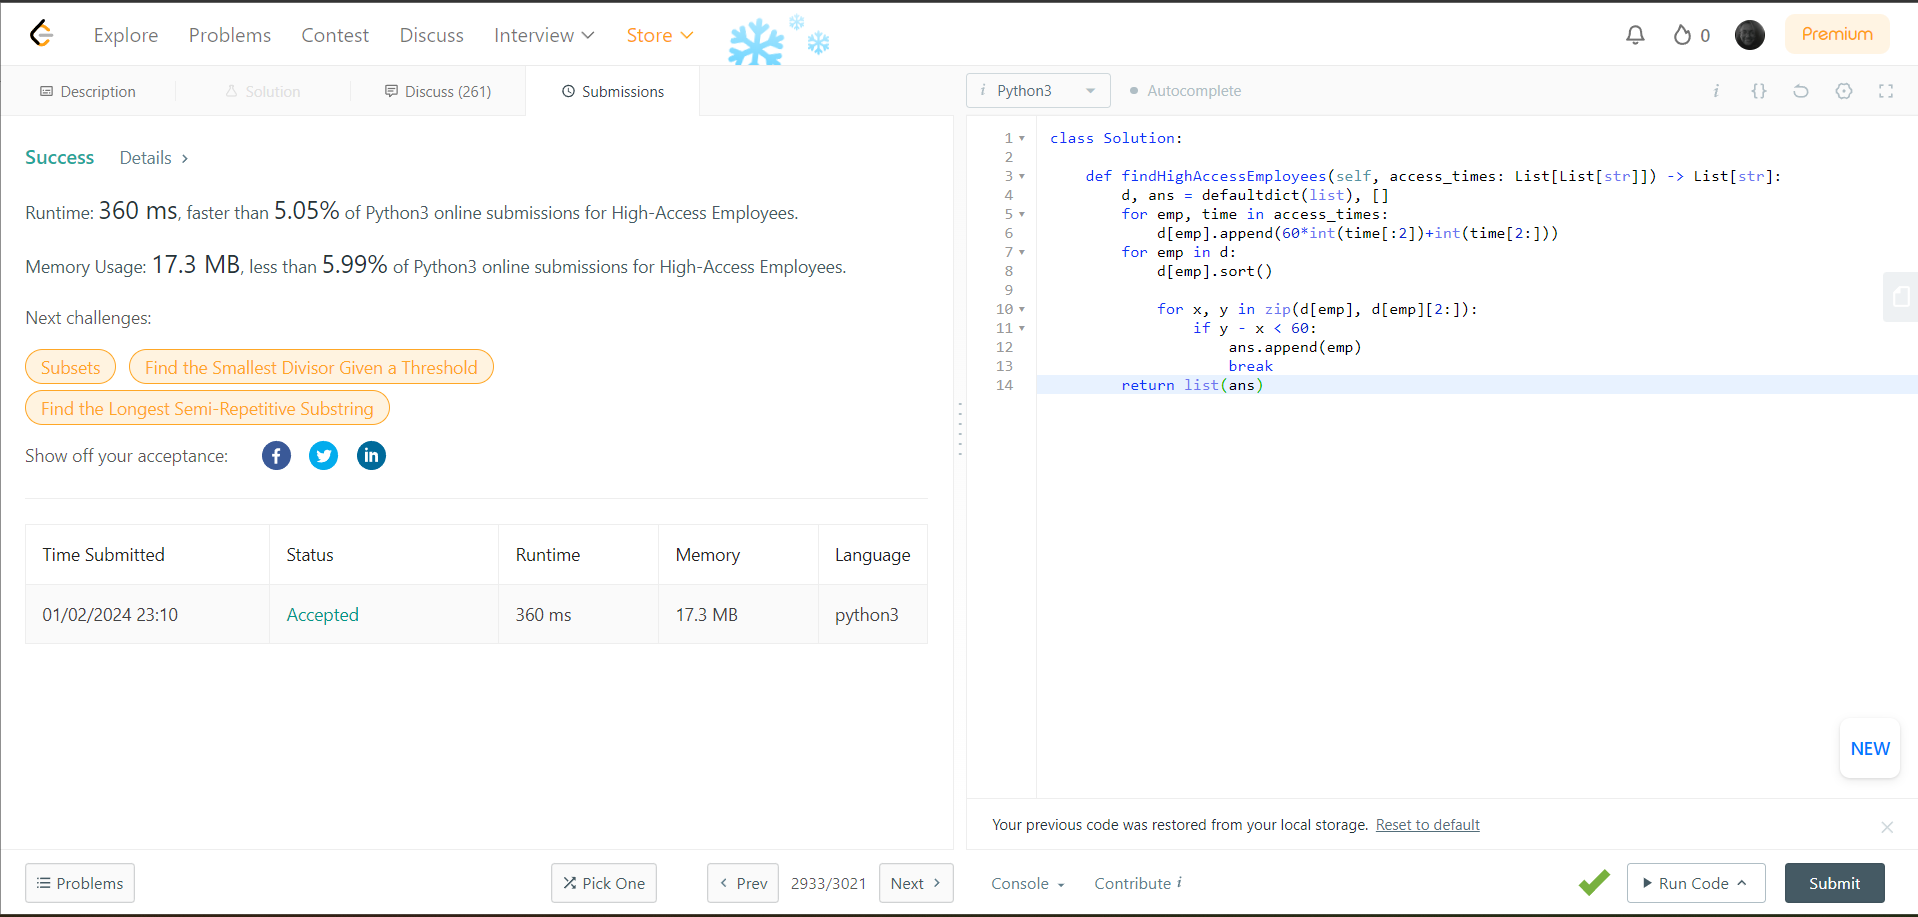 Explore Problems Contest Discuss Interview Store 0 Premium
Description Solution Discuss (261) Submissions
Success Details
Runtime: 360 ms, faster than 5.05% of Python3 online submissions for High-Access Employees.
Memory Usage: 17.3 MB, less than 5.99% of Python3 online submissions for High-Access Employees.
Next challenges:
Subsets Find the Smallest Divisor Given a Threshold
Find the Longest Semi-Repetitive Substring
Show off your acceptance:
Time Submitted Status Runtime Memory Language
01/02/2024 23:10 Accepted 360 ms 17.3 MB python3
Problems Pick One Prev 2933/3021 Next
i Python3 Autocomplete i {}
1 class Solution:
2
3     def findHighAccessEmployees(self, access_times: List[List[str]]) -> List[str]:
4         d, ans = defaultdict(list), []
5         for emp, time in access_times:
6             d[emp].append(60*int(time[:2])+int(time[2:]))
7         for emp in d:
8             d[emp].sort()
9
10             for x, y in zip(d[emp], d[emp][2:]):
11                 if y - x < 60:
12                     ans.append(emp)
13                     break
14         return list(ans)
NEW
Your previous code was restored from your local storage. Reset to default
Console Contribute i Run Code Submit